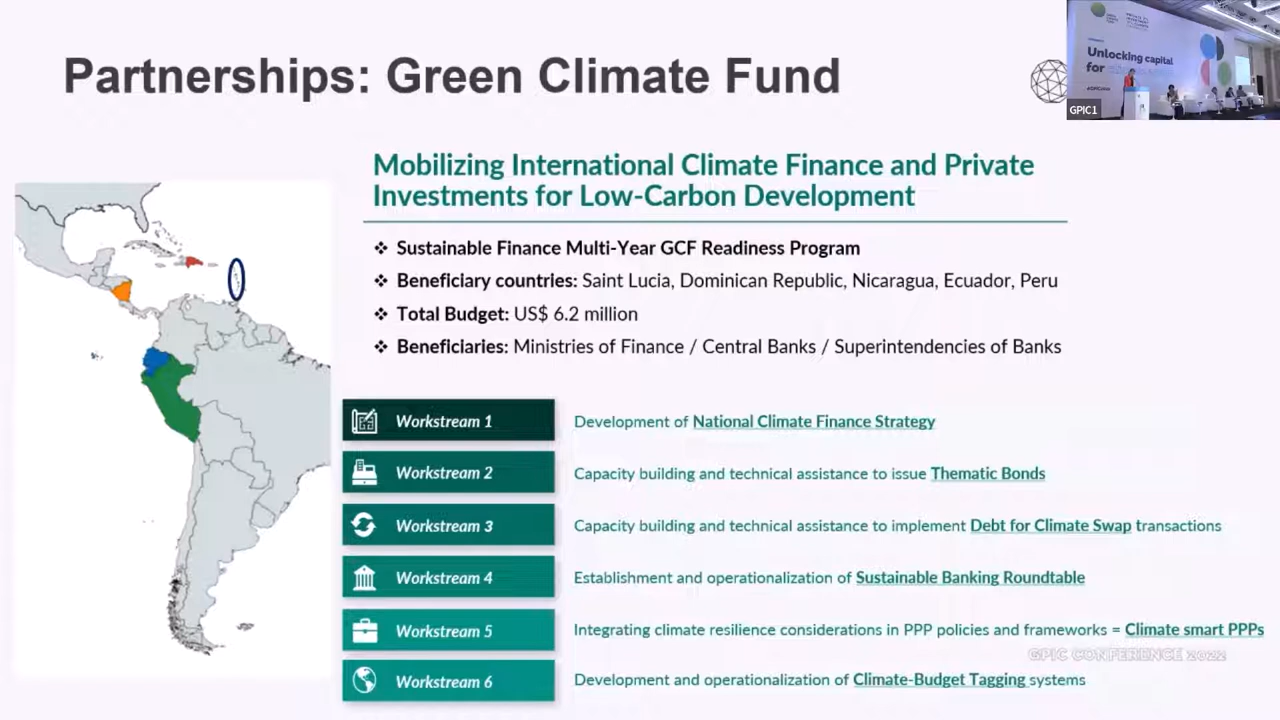 Partnerships: Green Climate Fund
Unlocking capital
for
GPIC1
Mobilizing International Climate Finance and Private
Investments for Low-Carbon Development
❖ Sustainable Finance Multi-Year GCF Readiness Program
❖ Beneficiary countries: Saint Lucia, Dominican Republic, Nicaragua, Ecuador, Peru
❖ Total Budget: US$ 6.2 million
❖ Beneficiaries: Ministries of Finance / Central Banks / Superintendencies of Banks
Workstream 1 Development of National Climate Finance Strategy
Workstream 2 Capacity building and technical assistance to issue Thematic Bonds
Workstream 3 Capacity building and technical assistance to implement Debt for Climate Swap transactions
Workstream 4 Establishment and operationalization of Sustainable Banking Roundtable
Workstream 5 Integrating climate resilience considerations in PPP policies and frameworks = Climate smart PPPs
GPIC CONFERENCE 2022
Workstream 6 Development and operationalization of Climate-Budget Tagging systems